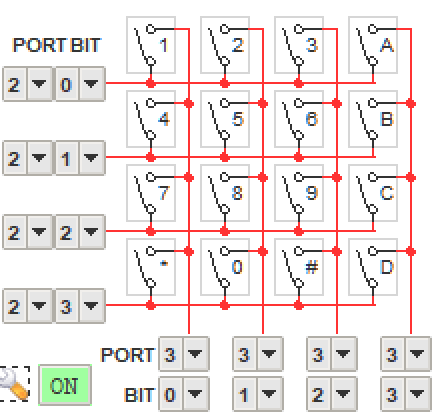 1 2 3 A
PORT BIT
2 0
4 5 6 B
2 1
7 8 9 C
2 2
* 0 # D
2 3
PORT 3 3 3 3
ON
BIT 0 1 2 3